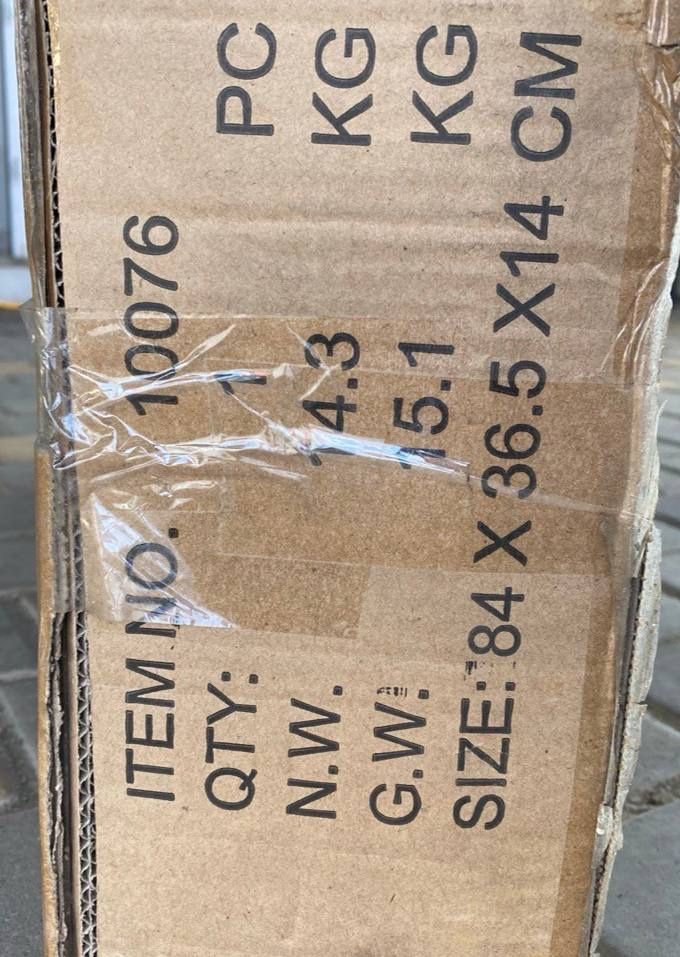 ITEM NO. 10076
QTY: 1 PC
N.W. 14.3 KG
G.W: 15.1 KG
SIZE: 84 X 36.5 X14 CM